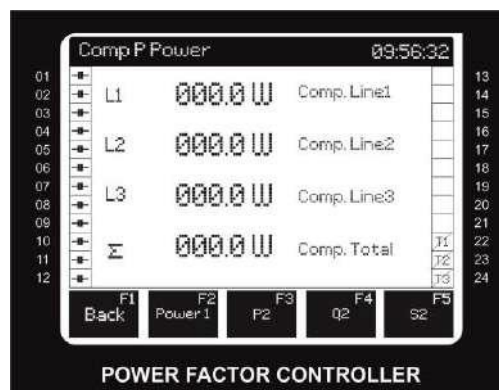 Comp P Power 09:56:32
01 13
02 L1 000.0 W Comp. Line1 14
03 15
04 16
05 L2 000.0 W Comp. Line2 17
06 18
07 19
08 L3 000.0 W Comp. Line3 20
09 21
10 T1 22
11 Σ 000.0 W Comp. Total T2 23
12 T3 24
F1 F2 F3 F4 F5
Back Power 1 P2 Q2 S2
POWER FACTOR CONTROLLER